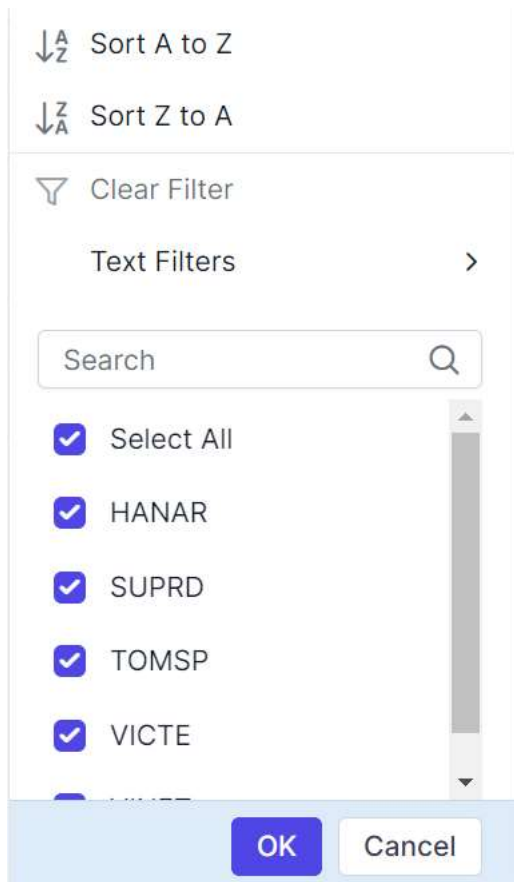 Sort A to Z
Sort Z to A
Clear Filter
Text Filters
Search
Select All
HANAR
SUPRD
TOMSP
VICTE
OK Cancel